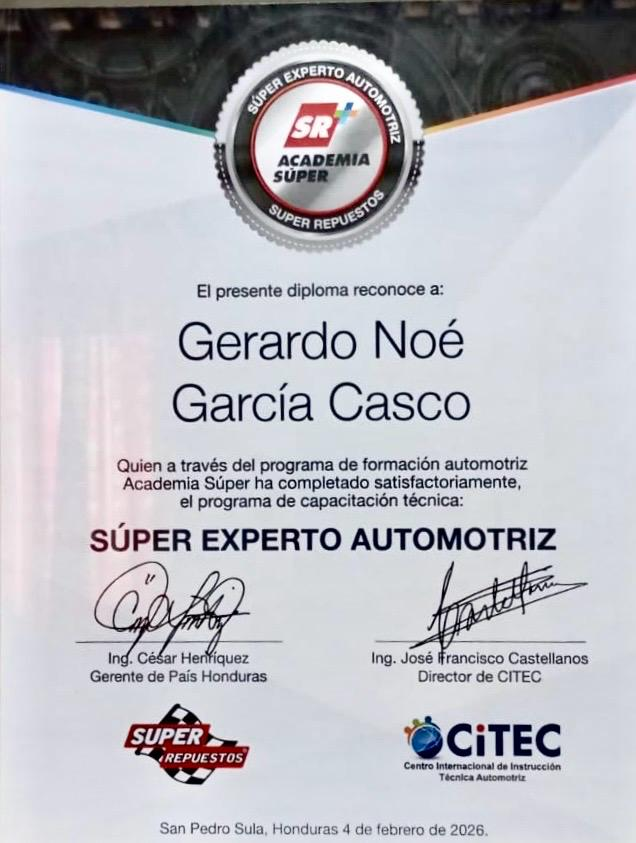 SÚPER EXPERTO AUTOMOTRIZ
SR+
ACADEMIA
SÚPER
SUPER REPUESTOS
El presente diploma reconoce a:
Gerardo Noé
García Casco
Quien a través del programa de formación automotriz
Academia Súper ha completado satisfactoriamente,
el programa de capacitación técnica:
SÚPER EXPERTO AUTOMOTRIZ
Ing. César Henríquez
Gerente de País Honduras
Ing. José Francisco Castellanos
Director de CITEC
SUPER
REPUESTOS
CiTEC
Centro Internacional de Instrucción
Técnica Automotriz
San Pedro Sula, Honduras 4 de febrero de 2026.